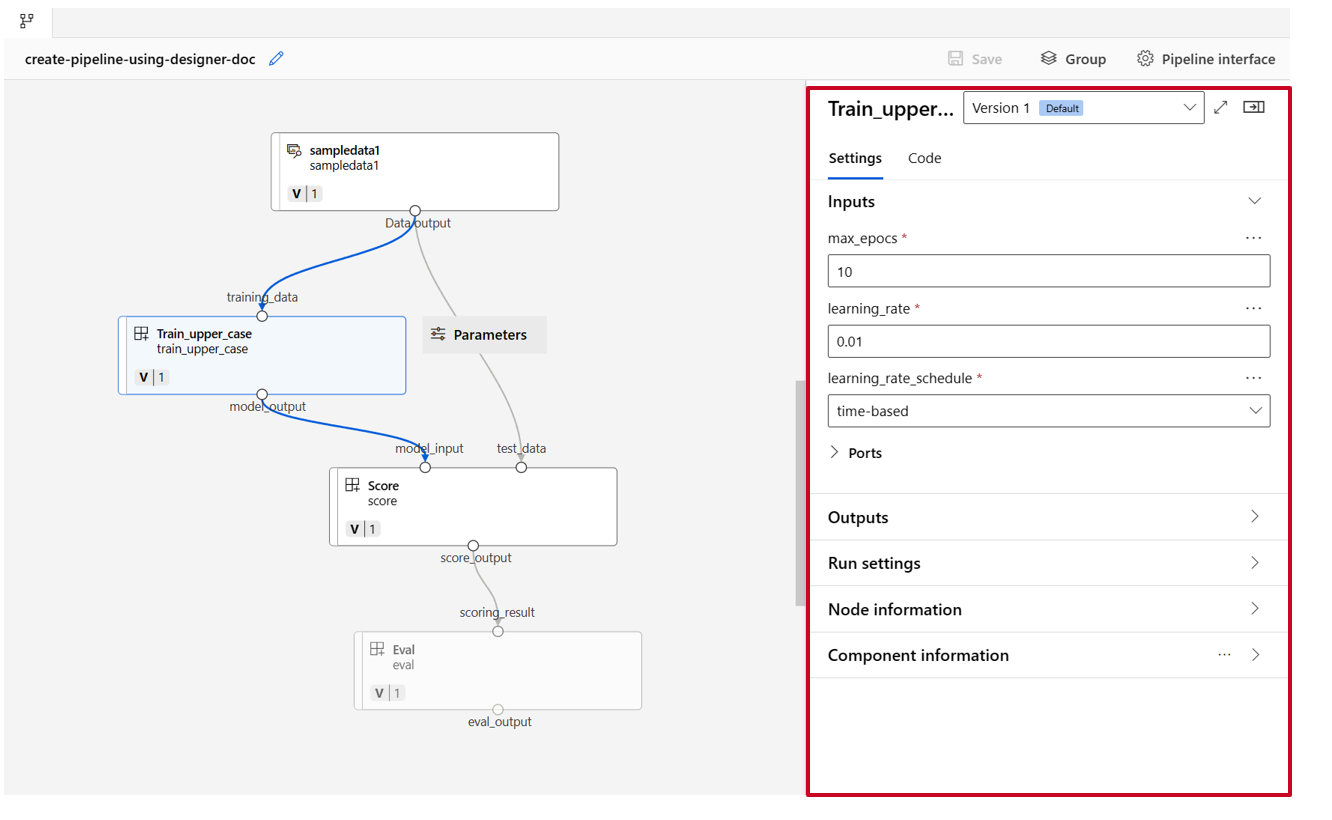 create-pipeline-using-designer-doc
Save
Group
Pipeline interface
sampledata1
sampledata1
V 1
Data output
training_data
Train_upper_case
train_upper_case
V 1
Parameters
model_output
model_input
test_data
Score
score
V 1
score_output
scoring_result
Eval
eval
V 1
eval_output
Train_upper...
Version 1 Default
Settings
Code
Inputs
max_epocs *
10
learning_rate *
0.01
learning_rate_schedule *
time-based
Ports
Outputs
Run settings
Node information
Component information